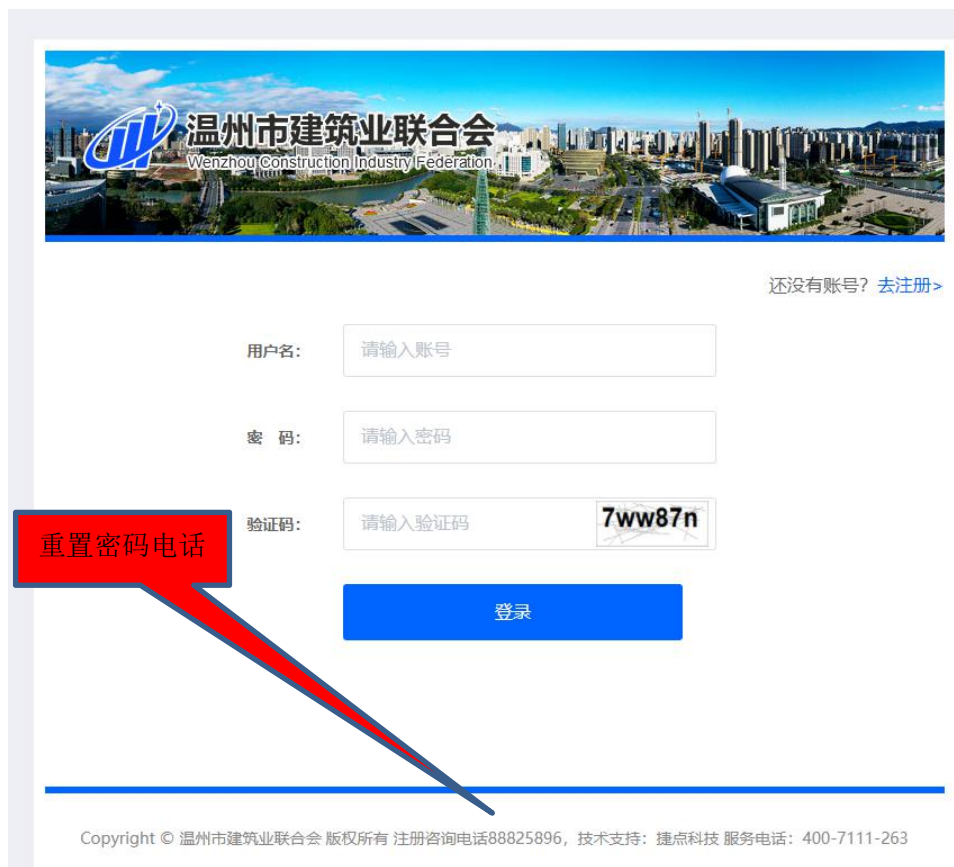 温州市建筑业联合会
Wenzhou Construction Industry Federation
还没有账号？去注册>
用户名：
请输入账号
密 码：
请输入密码
验证码：
请输入验证码
7ww87n
重置密码电话
登录
Copyright © 温州市建筑业联合会 版权所有 注册咨询电话88825896，技术支持：捷点科技 服务电话：400-7111-263